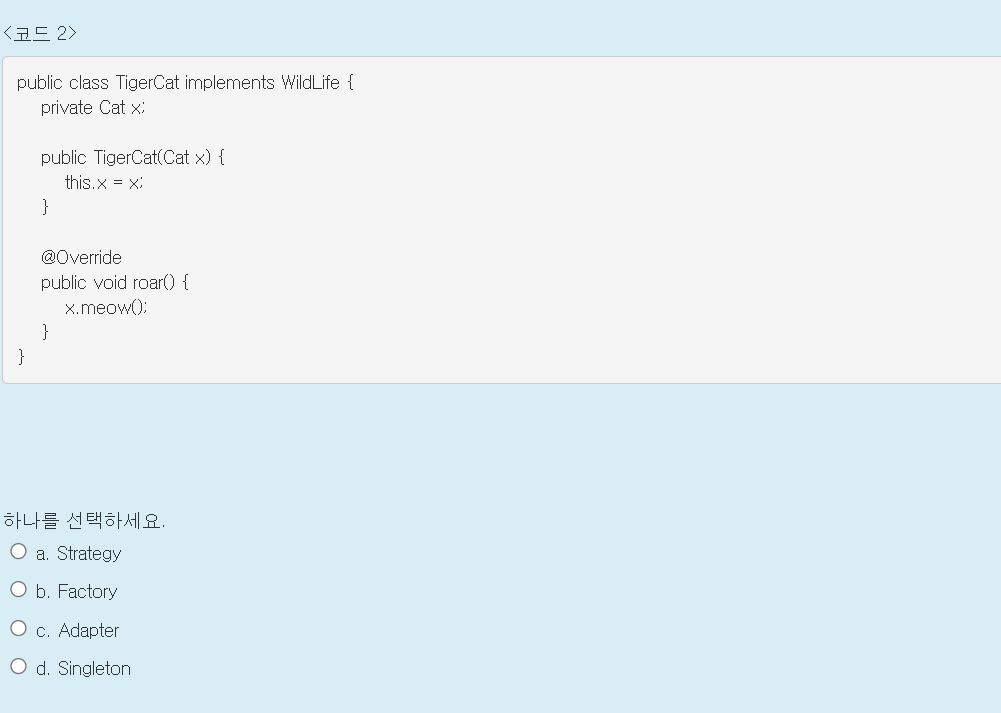 <코드 2>
public class TigerCat implements WildLife {
private Cat x;
public TigerCat(Cat x) {
this.x = x;
}
@Override
public void roar() {
x.meow();
}
}
하나를 선택하세요.
a. Strategy
b. Factory
c. Adapter
d. Singleton